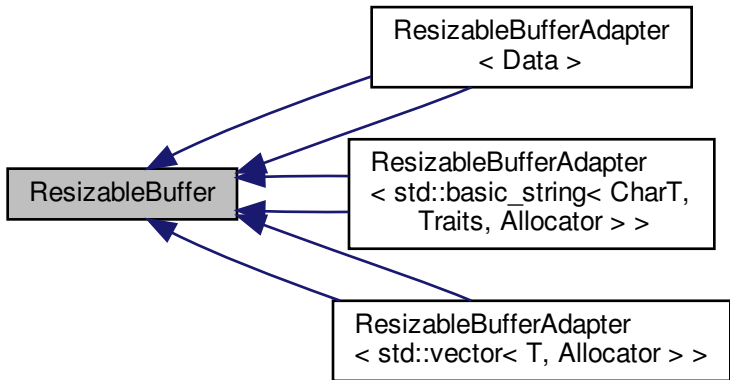 ResizableBufferAdapter
< Data >
ResizableBuffer
ResizableBufferAdapter
< std::basic_string< CharT,
Traits, Allocator > >
ResizableBufferAdapter
< std::vector< T, Allocator > >